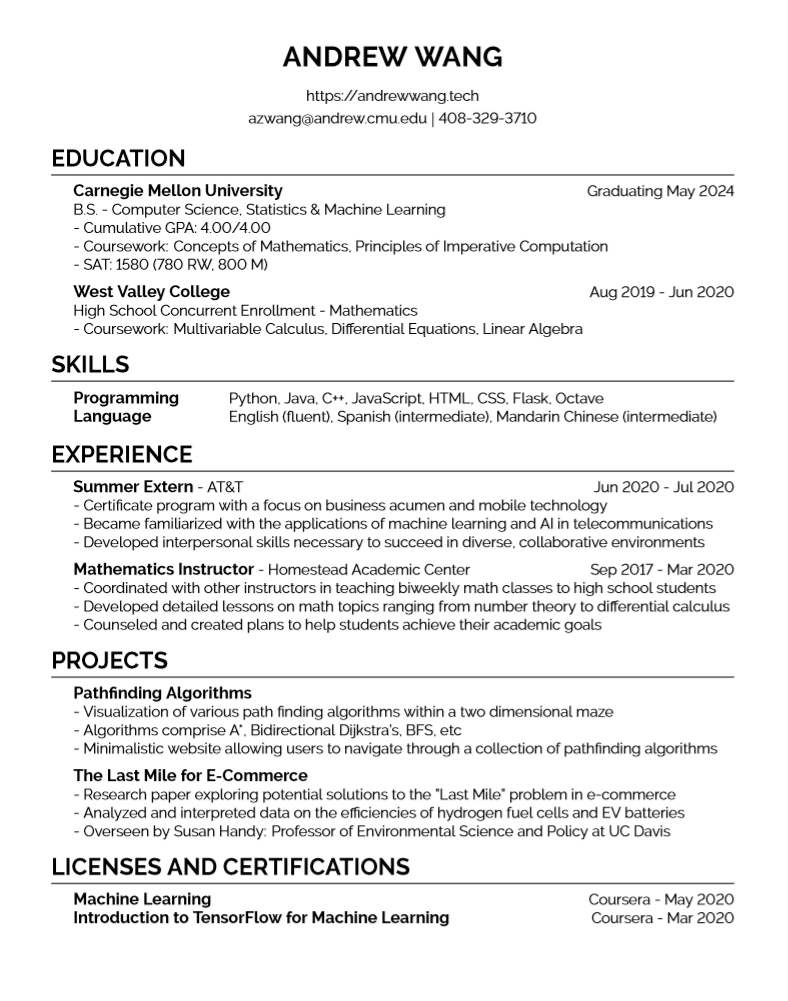 ANDREW WANG
https://andrewwang.tech
azwang@andrew.cmu.edu | 408-329-3710
EDUCATION
Carnegie Mellon University Graduating May 2024
B.S. - Computer Science, Statistics & Machine Learning
- Cumulative GPA: 4.00/4.00
- Coursework: Concepts of Mathematics, Principles of Imperative Computation
- SAT: 1580 (780 RW, 800 M)
West Valley College Aug 2019 - Jun 2020
High School Concurrent Enrollment - Mathematics
- Coursework: Multivariable Calculus, Differential Equations, Linear Algebra
SKILLS
Programming Python, Java, C++, JavaScript, HTML, CSS, Flask, Octave
Language English (fluent), Spanish (intermediate), Mandarin Chinese (intermediate)
EXPERIENCE
Summer Extern - AT&T Jun 2020 - Jul 2020
- Certificate program with a focus on business acumen and mobile technology
- Became familiarized with the applications of machine learning and AI in telecommunications
- Developed interpersonal skills necessary to succeed in diverse, collaborative environments
Mathematics Instructor - Homestead Academic Center Sep 2017 - Mar 2020
- Coordinated with other instructors in teaching biweekly math classes to high school students
- Developed detailed lessons on math topics ranging from number theory to differential calculus
- Counseled and created plans to help students achieve their academic goals
PROJECTS
Pathfinding Algorithms
- Visualization of various path finding algorithms within a two dimensional maze
- Algorithms comprise A*, Bidirectional Dijkstra's, BFS, etc
- Minimalistic website allowing users to navigate through a collection of pathfinding algorithms
The Last Mile for E-Commerce
- Research paper exploring potential solutions to the "Last Mile" problem in e-commerce
- Analyzed and interpreted data on the efficiencies of hydrogen fuel cells and EV batteries
- Overseen by Susan Handy: Professor of Environmental Science and Policy at UC Davis
LICENSES AND CERTIFICATIONS
Machine Learning Coursera - May 2020
Introduction to TensorFlow for Machine Learning Coursera - Mar 2020